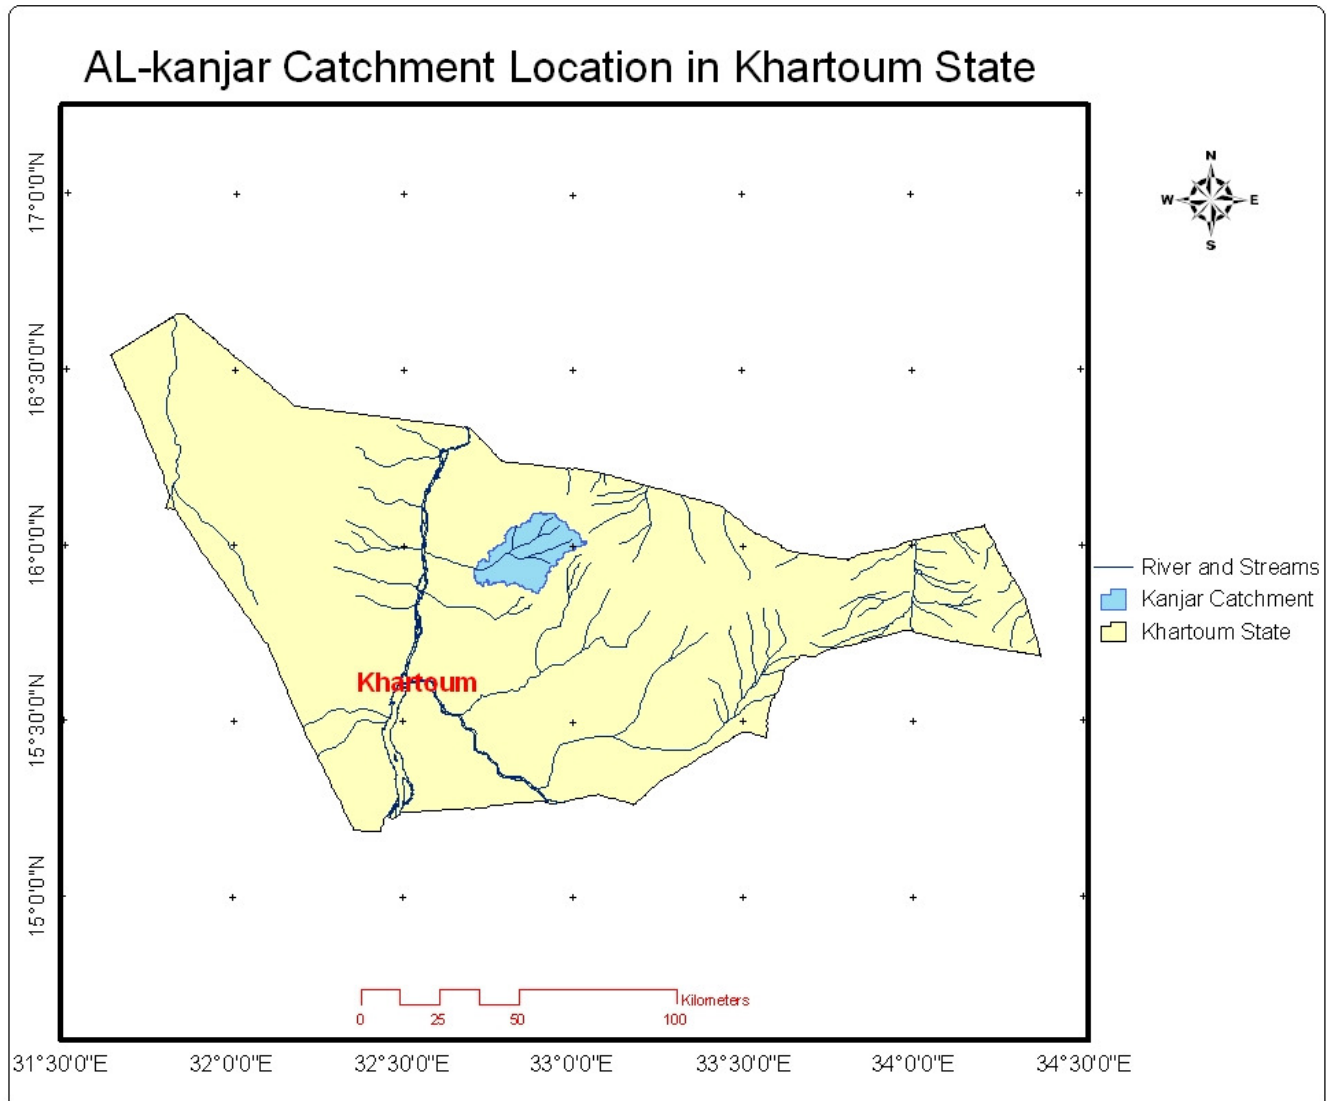 AL-kanjar Catchment Location in Khartoum State
N
W E
S
17°0'0"N
16°30'0"N
16°0'0"N
15°30'0"N
15°0'0"N
Khartoum
River and Streams
Kanjar Catchment
Khartoum State
Kilometers
0 25 50 100
31°30'0"E 32°0'0"E 32°30'0"E 33°0'0"E 33°30'0"E 34°0'0"E 34°30'0"E